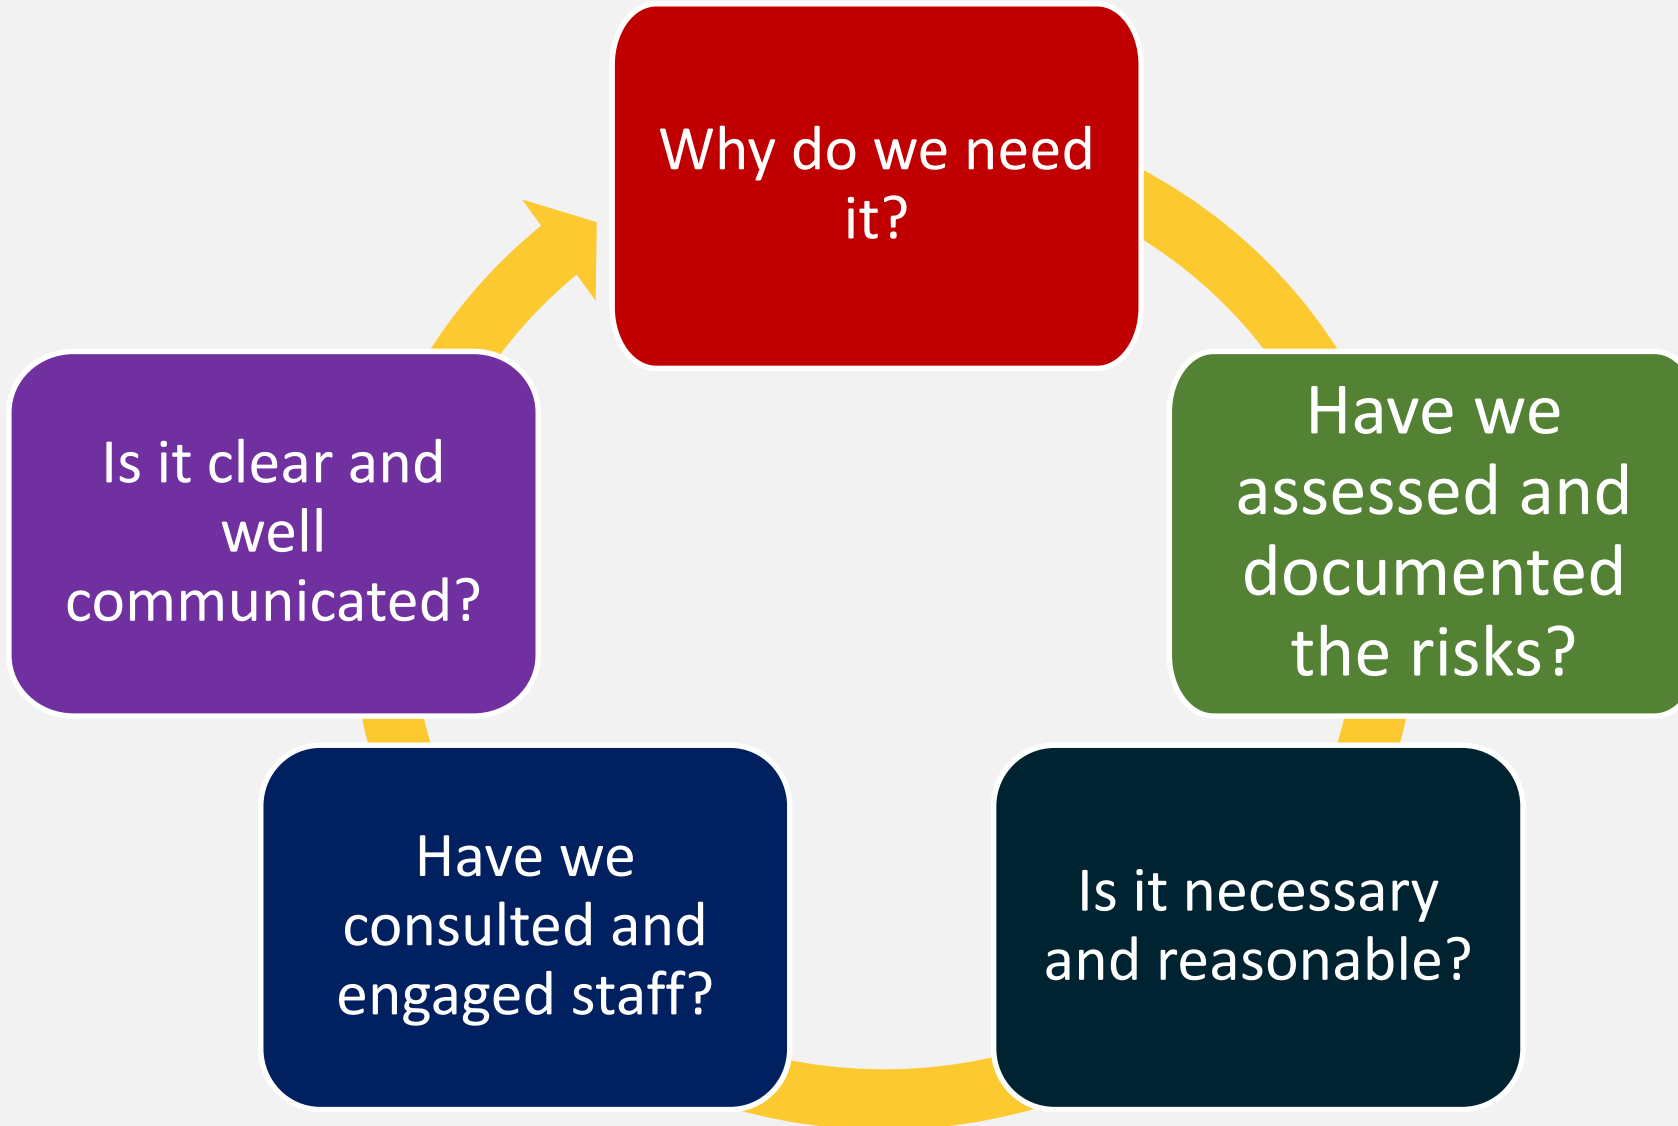 Why do we need
it?
Have we
assessed and
documented
the risks?
Is it necessary
and reasonable?
Have we
consulted and
engaged staff?
Is it clear and
well
communicated?